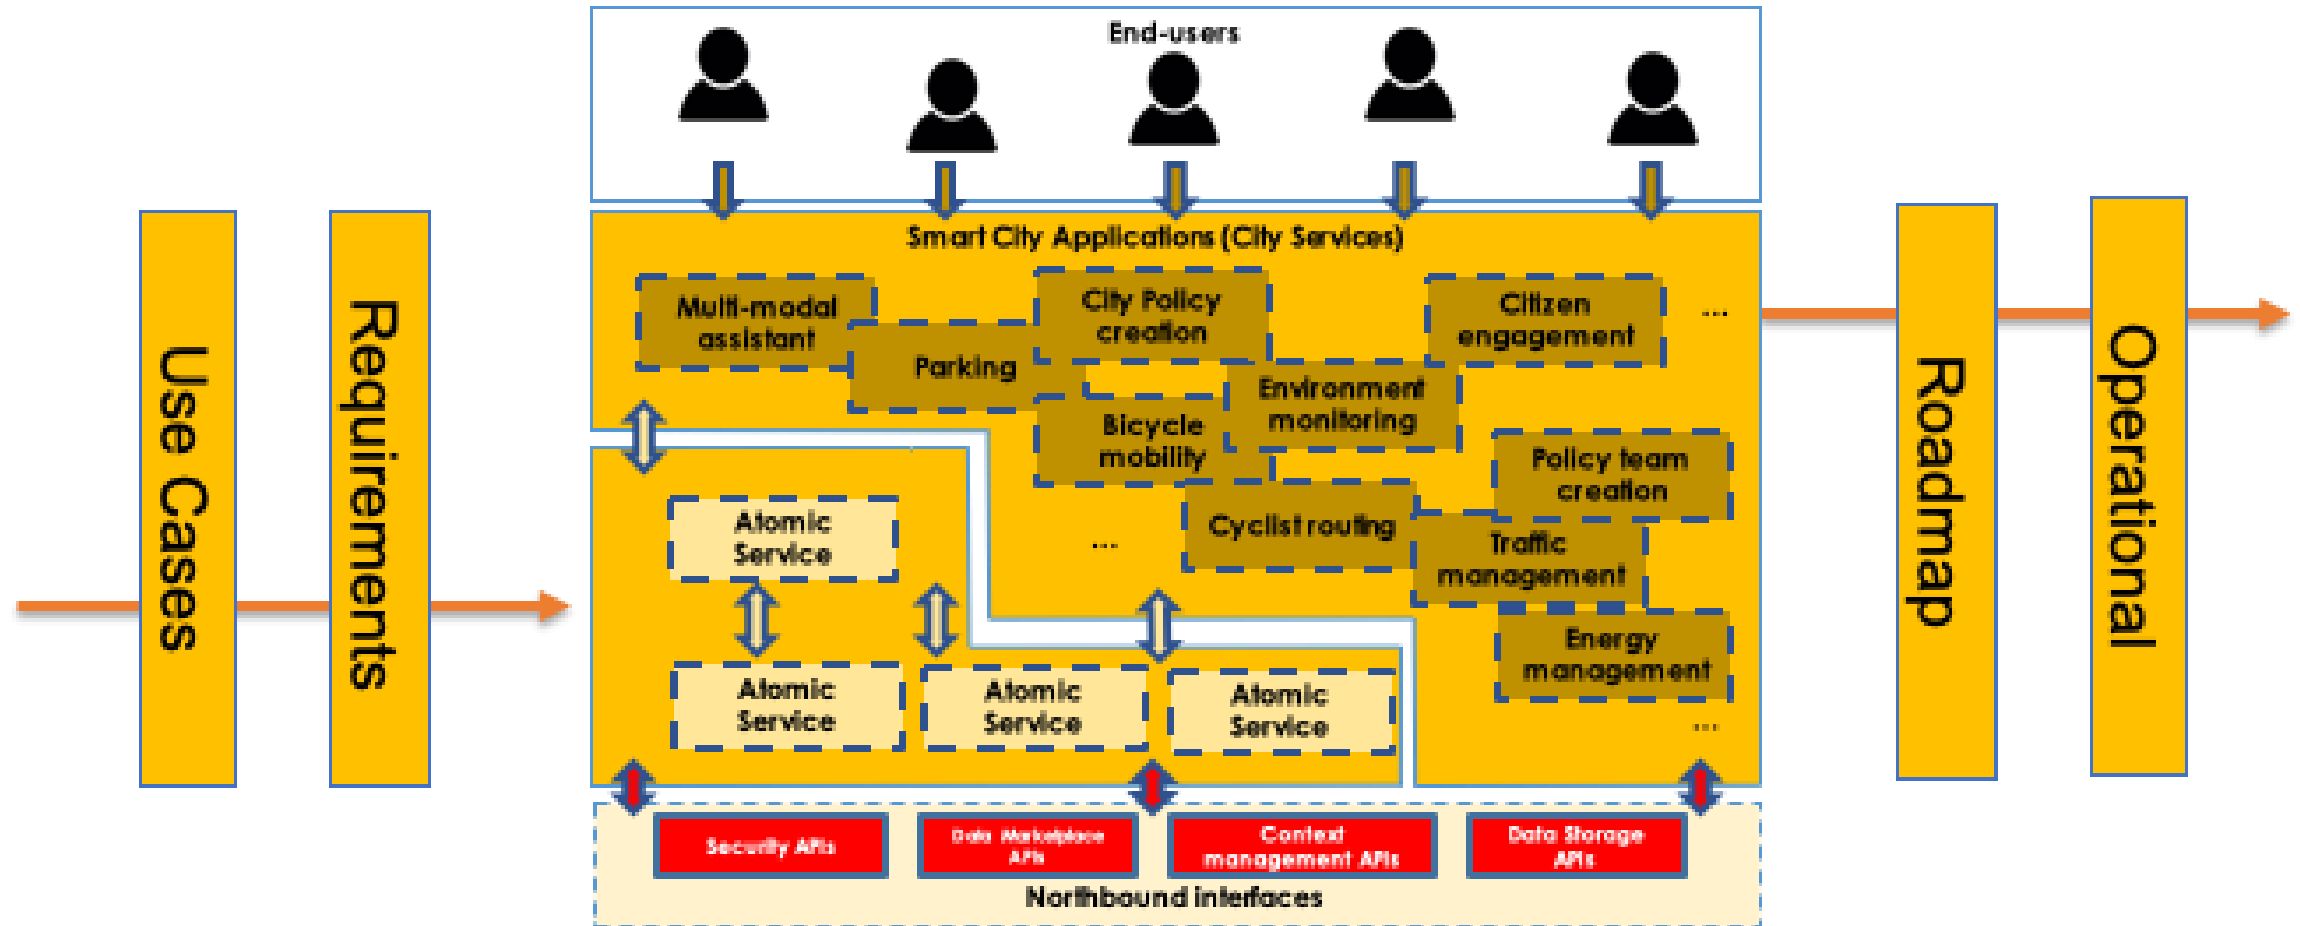 End-users
Use Cases
Requirements
Smart City Applications (City Services)
Multi-modal
assistant
Parking
City Policy
creation
Citizen
engagement
...
Environment
monitoring
Bicycle
mobility
Policy team
creation
Cyclist routing
...
Traffic
management
Energy
management
...
Atomic
Service
Atomic
Service
Atomic
Service
Atomic
Service
Security APIs
Data Marketplace
APIs
Context
management APIs
Data Storage
APIs
Northbound interfaces
Roadmap
Operational